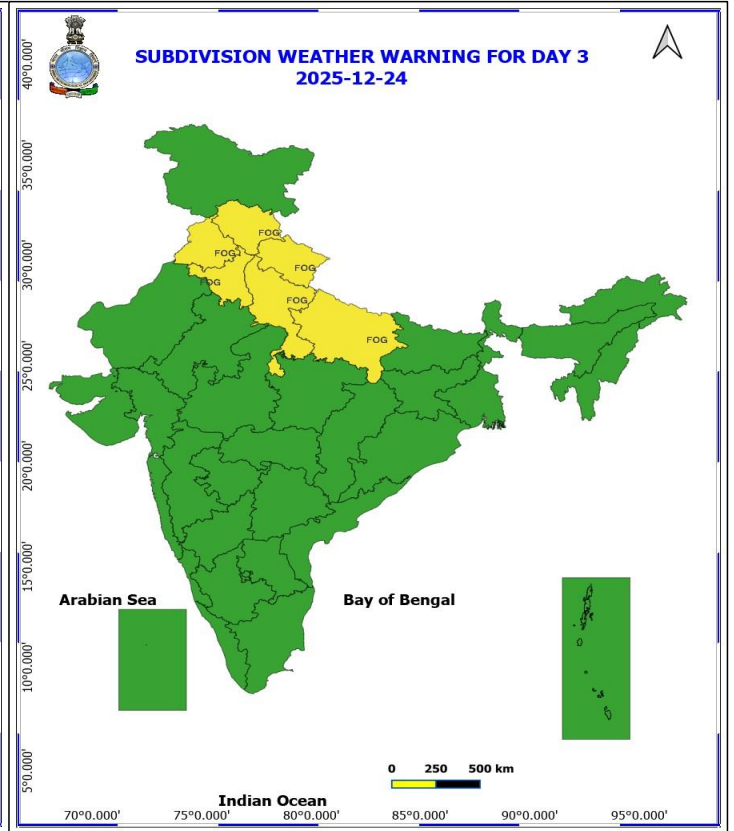 SUBDIVISION WEATHER WARNING FOR DAY 3
2025-12-24
40°0.000'
35°0.000'
30°0.000'
25°0.000'
20°0.000'
15°0.000'
10°0.000'
5°0.000'
FOG
FOG
FOG
FOG
FOG
FOG
Arabian Sea
Bay of Bengal
0 250 500 km
Indian Ocean
70°0.000' 75°0.000' 80°0.000' 85°0.000' 90°0.000' 95°0.000'